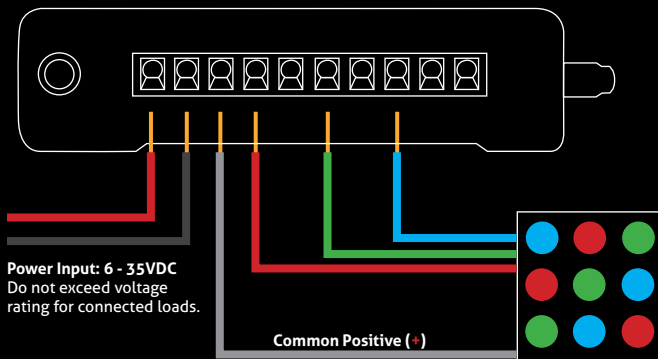 Power Input: 6 - 35VDC
Do not exceed voltage
rating for connected loads.
Common Positive (+)